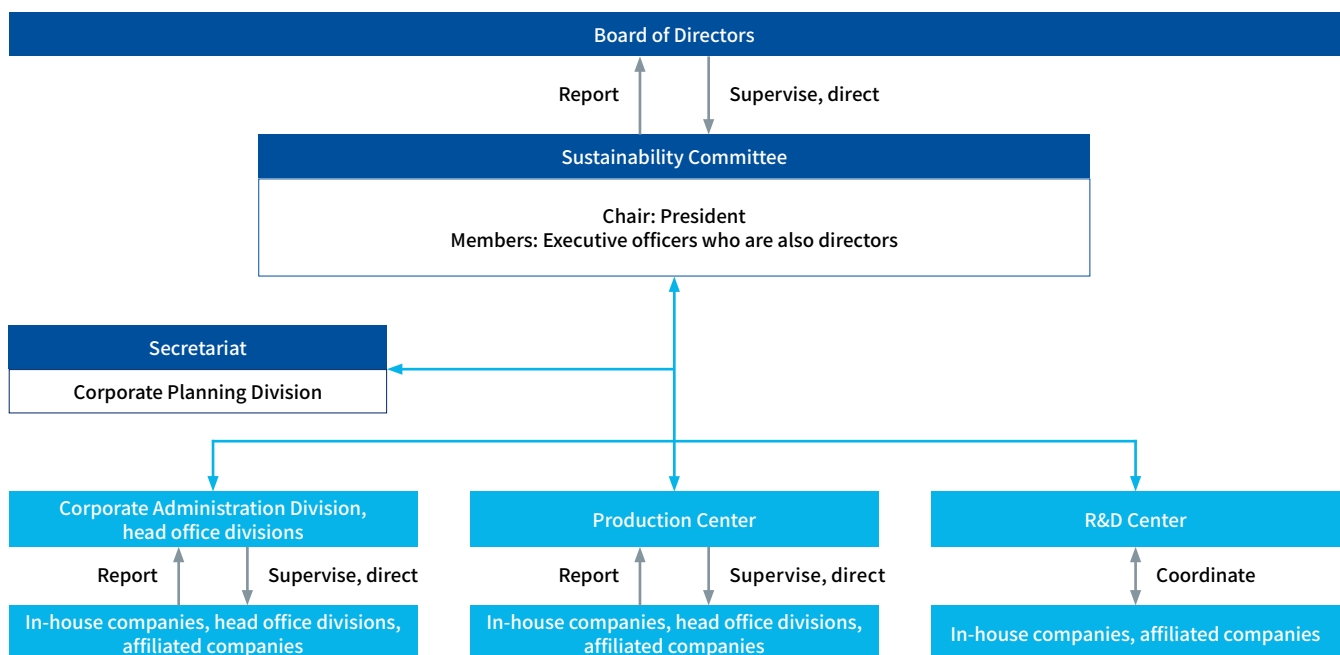 Board of Directors
Report
Supervise, direct
Sustainability Committee
Chair: President
Members: Executive officers who are also directors
Secretariat
Corporate Planning Division
Corporate Administration Division,
head office divisions
Production Center
R&D Center
Report
Supervise, direct
Report
Supervise, direct
Coordinate
In-house companies, head office divisions,
affiliated companies
In-house companies, head office divisions,
affiliated companies
In-house companies, affiliated companies